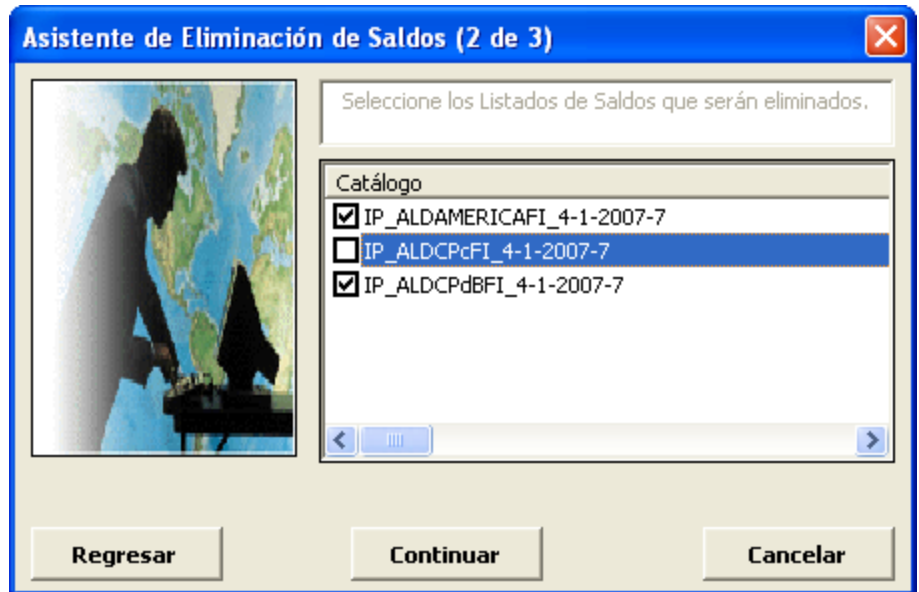 Asistente de Eliminación de Saldos (2 de 3)
Seleccione los Listados de Saldos que serán eliminados.
Catálogo
IP_ALDAMERICAFI_4-1-2007-7
IP_ALDCPcFI_4-1-2007-7
IP_ALDCPdBFI_4-1-2007-7
Regresar
Continuar
Cancelar